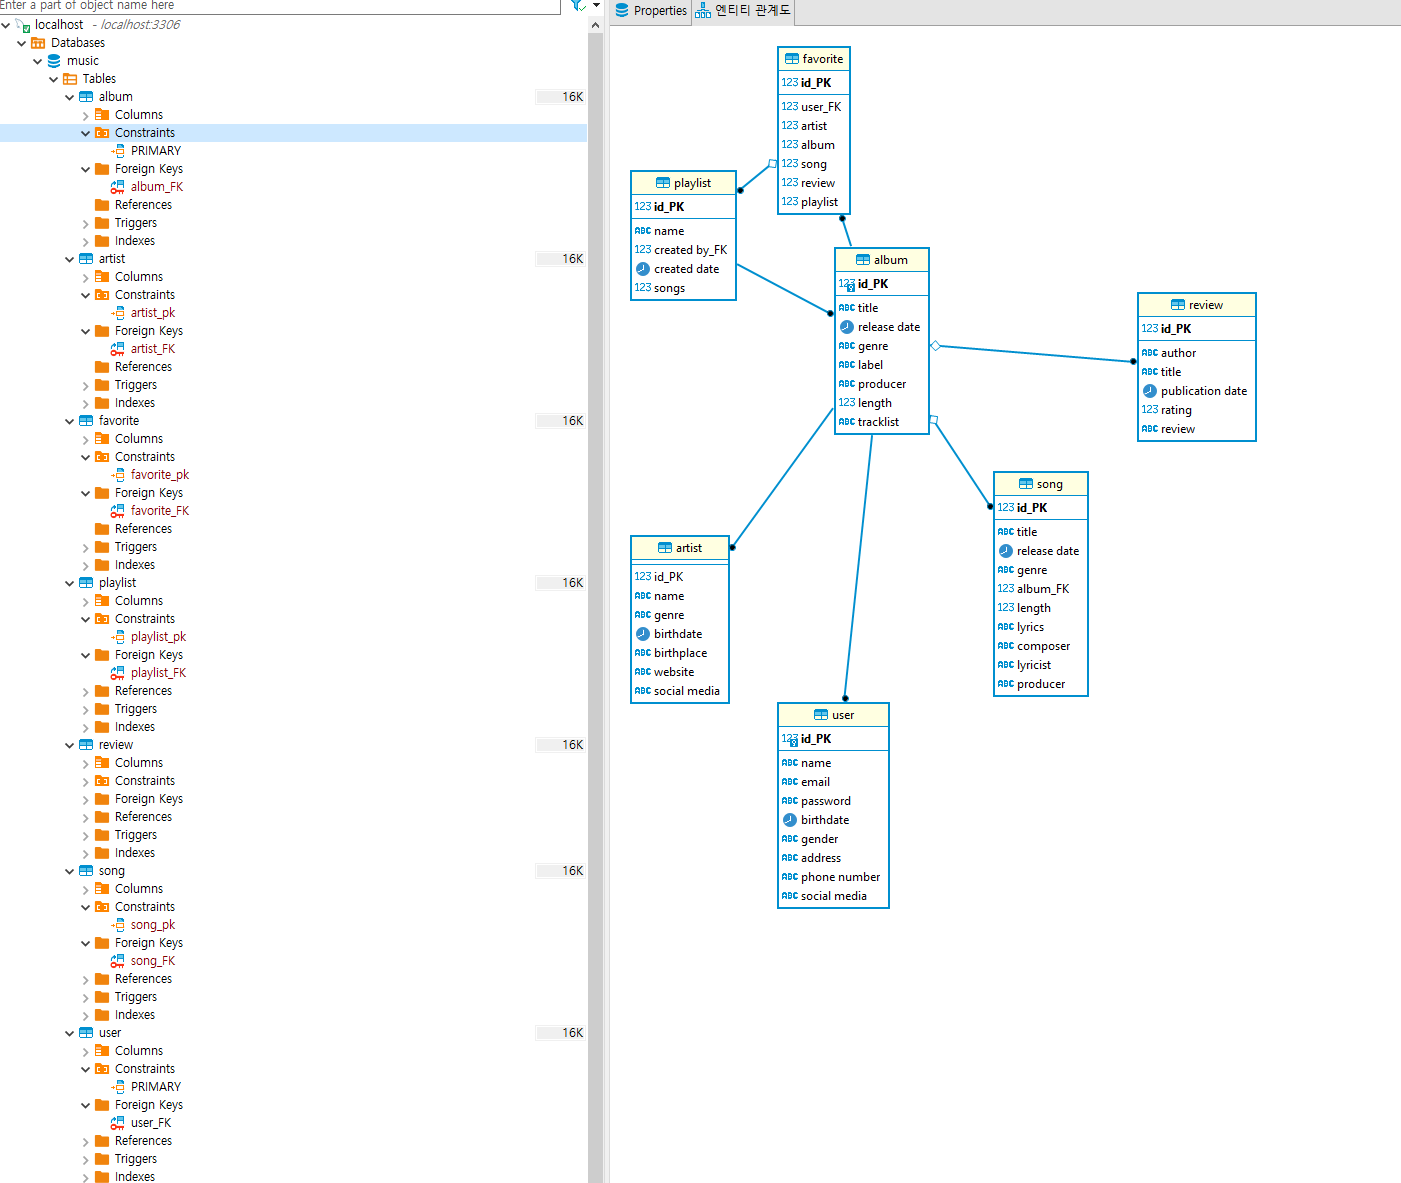 Enter a part of object name here
localhost - localhost:3306
Databases
music
Tables
album 16K
Columns
Constraints
PRIMARY
Foreign Keys
album_FK
References
Triggers
Indexes
artist 16K
Columns
Constraints
artist_pk
Foreign Keys
artist_FK
References
Triggers
Indexes
favorite 16K
Columns
Constraints
favorite_pk
Foreign Keys
favorite_FK
References
Triggers
Indexes
playlist 16K
Columns
Constraints
playlist_pk
Foreign Keys
playlist_FK
References
Triggers
Indexes
review 16K
Columns
Constraints
Foreign Keys
References
Triggers
Indexes
song 16K
Columns
Constraints
song_pk
Foreign Keys
song_FK
References
Triggers
Indexes
user 16K
Columns
Constraints
PRIMARY
Foreign Keys
user_FK
References
Triggers
Indexes
Properties 엔티티 관계도
favorite
123 id_PK
123 user_FK
123 artist
123 album
123 song
123 review
123 playlist
playlist
123 id_PK
ABC name
123 created by_FK
created date
123 songs
album
123 id_PK
ABC title
release date
ABC genre
ABC label
ABC producer
123 length
ABC tracklist
review
123 id_PK
ABC author
ABC title
publication date
123 rating
ABC review
song
123 id_PK
ABC title
release date
ABC genre
123 album_FK
123 length
ABC lyrics
ABC composer
ABC lyricist
ABC producer
artist
123 id_PK
ABC name
ABC genre
birthdate
ABC birthplace
ABC website
ABC social media
user
123 id_PK
ABC name
ABC email
ABC password
birthdate
ABC gender
ABC address
ABC phone number
ABC social media